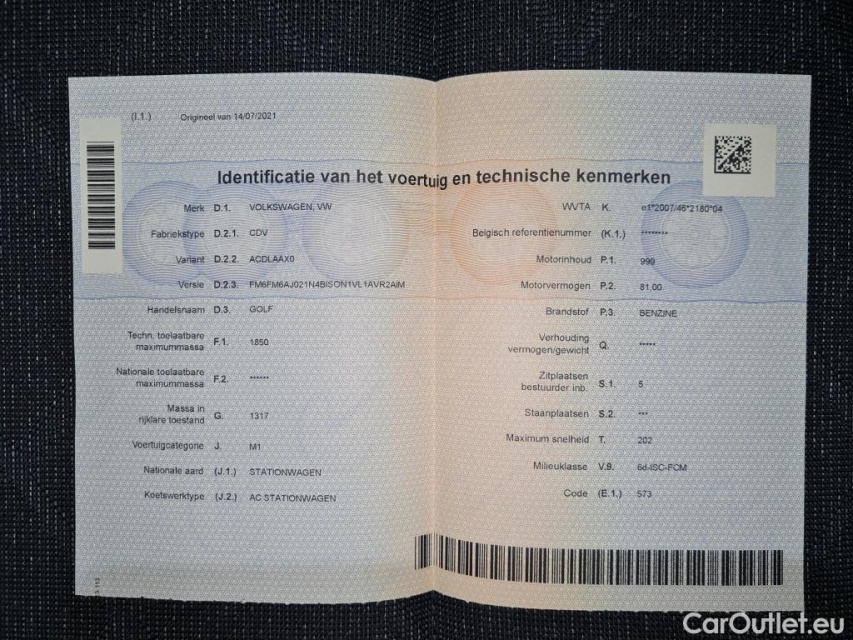 (I.1.) Origineel van 14/07/2021
Identificatie van het voertuig en technische kenmerken
Merk D.1. VOLKSWAGEN, VW
Fabriekstype D.2.1. CDV
Variant D.2.2. ACDLAAX0
Versie D.2.3. FM6FM6AJ021N4BISON1VL1AVR2AIM
Handelsnaam D.3. GOLF
Techn. toelaatbare
maximummassa F.1. 1850
Nationale toelaatbare
maximummassa F.2. ******
Massa in
rijklare toestand G. 1317
Voertuigcategorie J. M1
Nationale aard (J.1.) STATIONWAGEN
Koetswerktype (J.2.) AC STATIONWAGEN
WVTA K. e1*2007/46*2180*04
Belgisch referentienummer (K.1.) ********
Motorinhoud P.1. 999
Motorvermogen P.2. 81.00
Brandstof P.3. BENZINE
Verhouding
vermogen/gewicht Q. *****
Zitplaatsen
bestuurder inb. S.1. 5
Staanplaatsen S.2. ***
Maximum snelheid T. 202
Milieuklasse V.9. 6d-ISC-FCM
Code (E.1.) 573
CarOutlet.eu